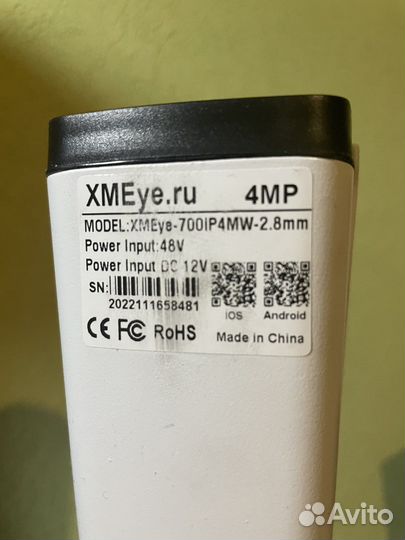 XMEye.ru 4MP
MODEL:XMEye-700IP4MW-2.8mm
Power Input:48V
Power Input DC 12V
SN:
2022111658481
iOS Android
CE FC RoHS Made in China
Avito